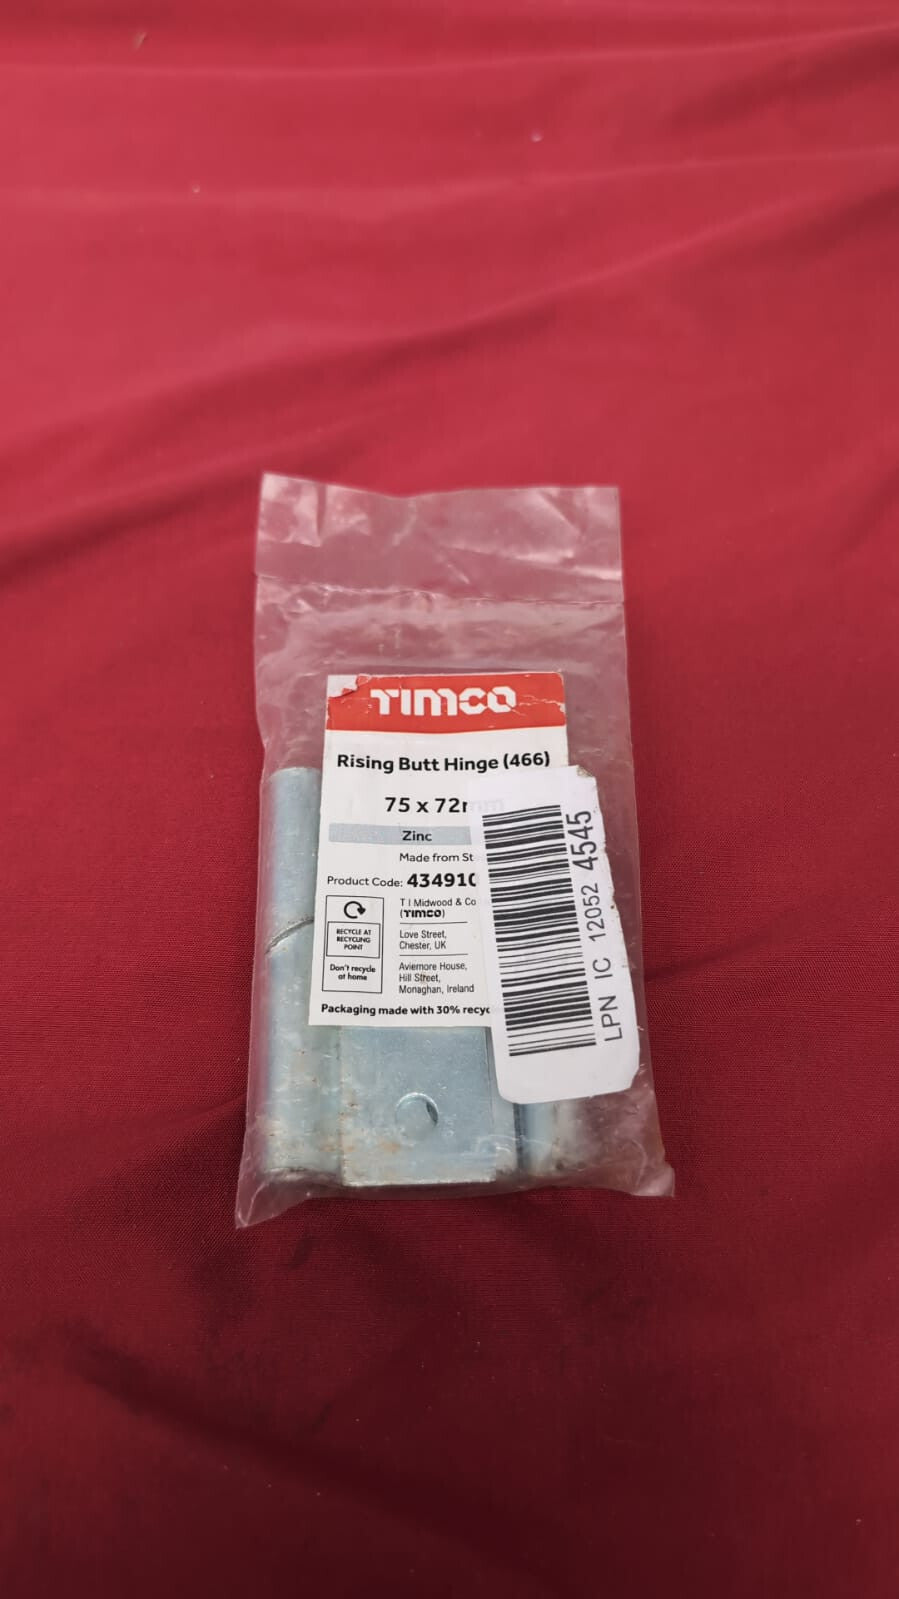 TIMCO
Rising Butt Hinge (466)
75 x 72mm
Zinc
Made from St
Product Code: 434910
RECYCLE AT
RECYCLING
POINT
Don't recycle
at home
T I Midwood & Co
(TIMCO)
Love Street,
Chester, UK
Aviemore House,
Hill Street,
Monaghan, Ireland
Packaging made with 30% recyc
LPN IC 12052 4545